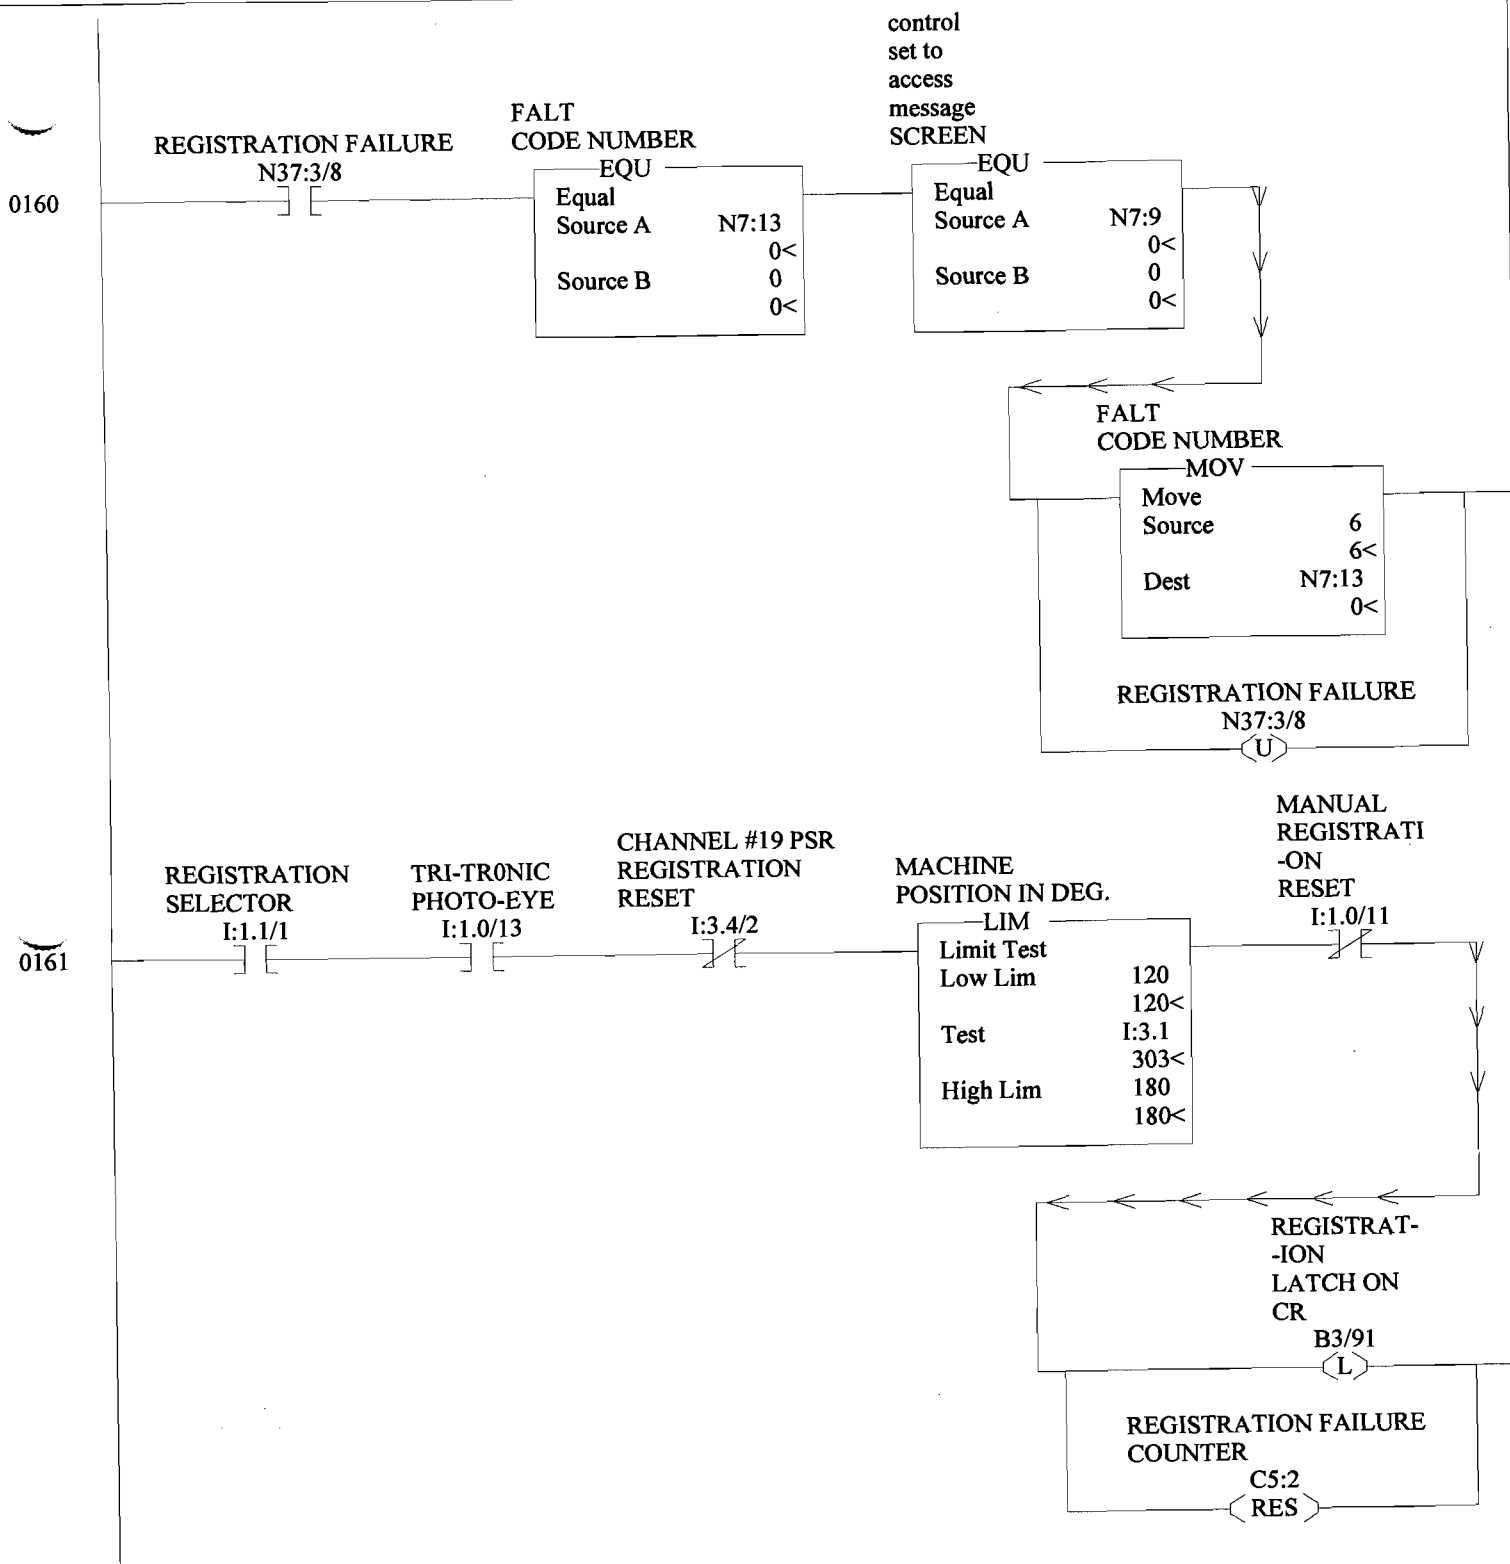 control
set to
access
message
SCREEN
FALT
CODE NUMBER
REGISTRATION FAILURE
N37:3/8
0160
EQU
Equal
Source A N7:13
0<
Source B 0
0<
EQU
Equal
Source A N7:9
0<
Source B 0
0<
FALT
CODE NUMBER
MOV
Move
Source 6
6<
Dest N7:13
0<
REGISTRATION FAILURE
N37:3/8
U
0161
REGISTRATION
SELECTOR
I:1.1/1
TRI-TR0NIC
PHOTO-EYE
I:1.0/13
CHANNEL #19 PSR
REGISTRATION
RESET
I:3.4/2
MACHINE
POSITION IN DEG.
LIM
Limit Test
Low Lim 120
120<
Test I:3.1
303<
High Lim 180
180<
MANUAL
REGISTRATI
-ON
RESET
I:1.0/11
REGISTRAT-
-ION
LATCH ON
CR
B3/91
L
REGISTRATION FAILURE
COUNTER
C5:2
RES